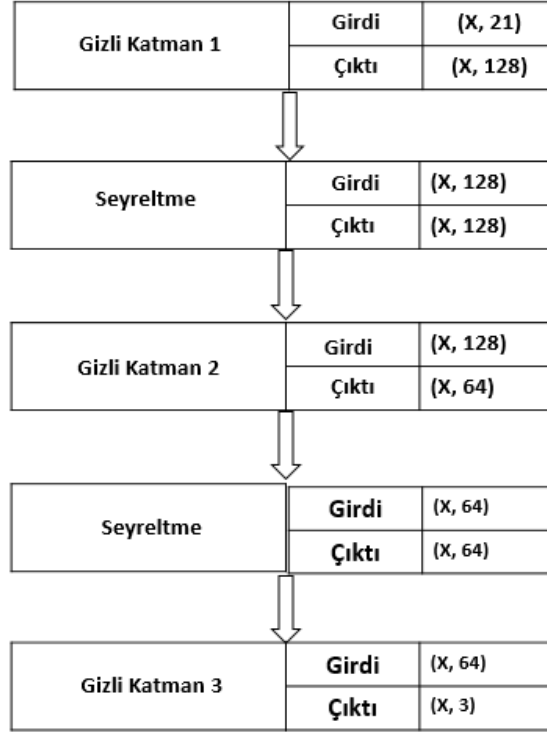 Gizli Katman 1
Girdi
(X, 21)
Çıktı
(X, 128)
Seyreltme
Girdi
(X, 128)
Çıktı
(X, 128)
Gizli Katman 2
Girdi
(X, 128)
Çıktı
(X, 64)
Seyreltme
Girdi
(X, 64)
Çıktı
(X, 64)
Gizli Katman 3
Girdi
(X, 64)
Çıktı
(X, 3)